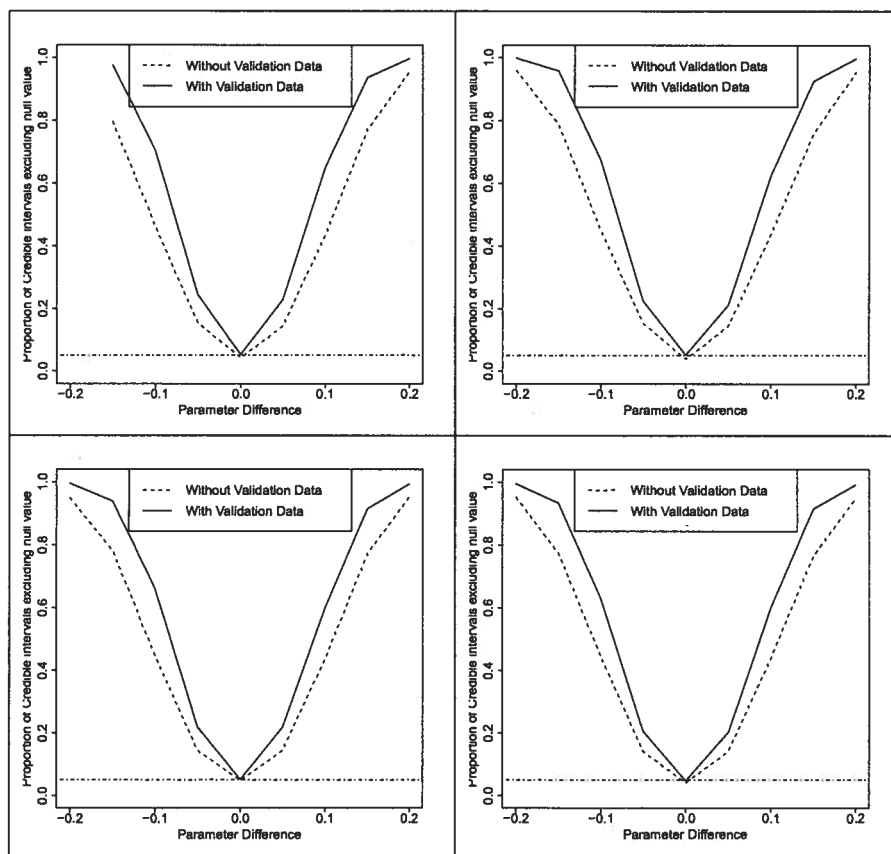 Proportion of Credible intervals excluding null value
0.0 0.2 0.4 0.6 0.8 1.0
Without Validation Data
With Validation Data
−0.2 −0.1 0.0 0.1 0.2
Parameter Difference
Proportion of Credible intervals excluding null value
0.0 0.2 0.4 0.6 0.8 1.0
Without Validation Data
With Validation Data
−0.2 −0.1 0.0 0.1 0.2
Parameter Difference
Proportion of Credible intervals excluding null value
0.0 0.2 0.4 0.6 0.8 1.0
Without Validation Data
With Validation Data
−0.2 −0.1 0.0 0.1 0.2
Parameter Difference
Proportion of Credible intervals excluding null value
0.0 0.2 0.4 0.6 0.8 1.0
Without Validation Data
With Validation Data
−0.2 −0.1 0.0 0.1 0.2
Parameter Difference